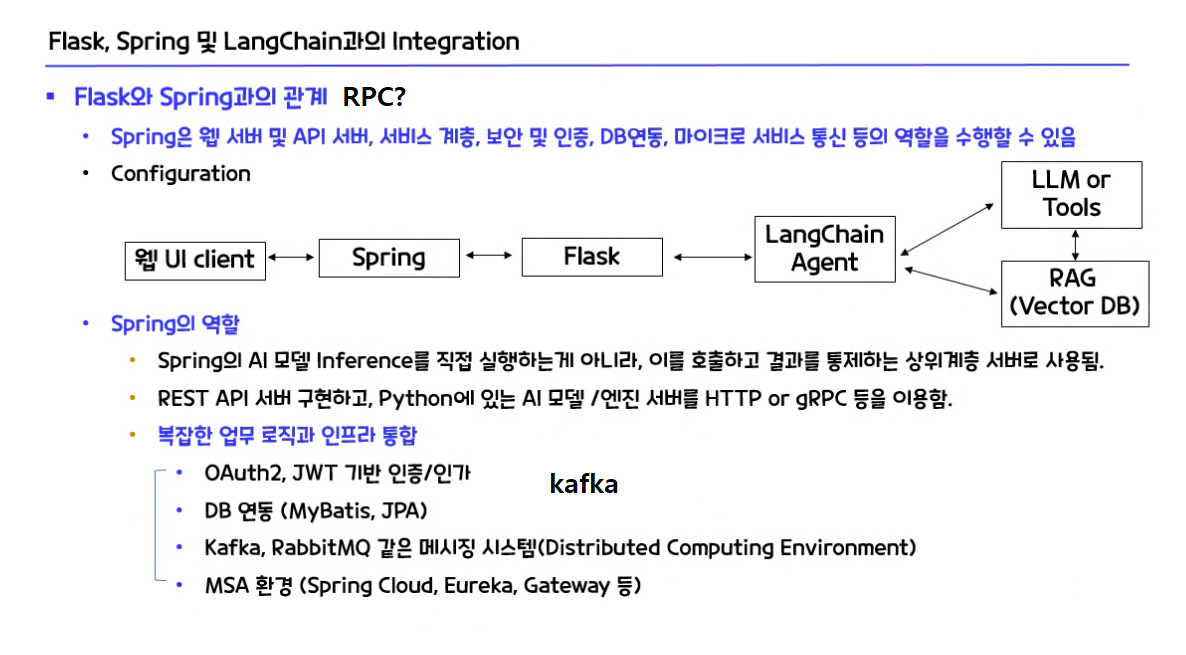 Flask, Spring 및 LangChain과의 Integration
Flask와 Spring과의 관계 RPC?
Spring은 웹 서버 및 API 서버, 서비스 계층, 보안 및 인증, DB연동, 마이크로 서비스 통신 등의 역할을 수행할 수 있음
Configuration
웹 UI client
Spring
Flask
LangChain
Agent
LLM or
Tools
RAG
(Vector DB)
Spring의 역할
Spring의 AI 모델 Inference를 직접 실행하는게 아니라, 이를 호출하고 결과를 통제하는 상위계층 서버로 사용됨.
REST API 서버 구현하고, Python에 있는 AI 모델 /엔진 서버를 HTTP or gRPC 등을 이용함.
복잡한 업무 로직과 인프라 통합
OAuth2, JWT 기반 인증/인가
kafka
DB 연동 (MyBatis, JPA)
Kafka, RabbitMQ 같은 메시징 시스템(Distributed Computing Environment)
MSA 환경 (Spring Cloud, Eureka, Gateway 등)